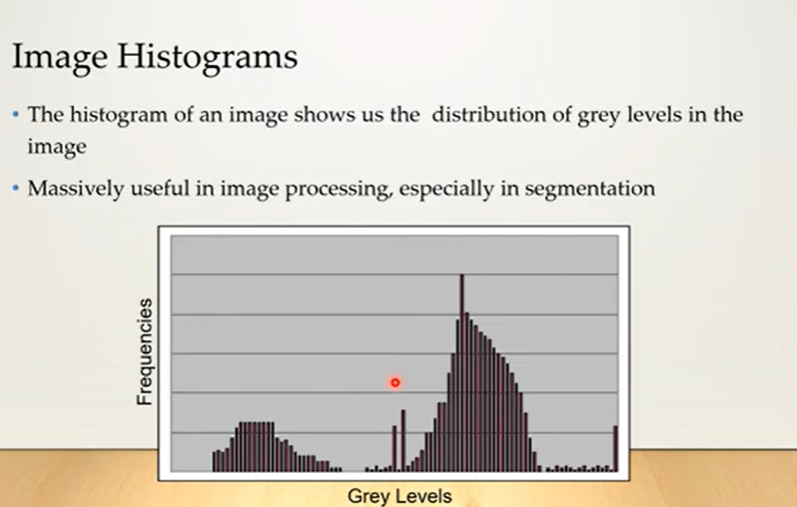 Image Histograms
• The histogram of an image shows us the distribution of grey levels in the
image
• Massively useful in image processing, especially in segmentation
Frequencies
Grey Levels